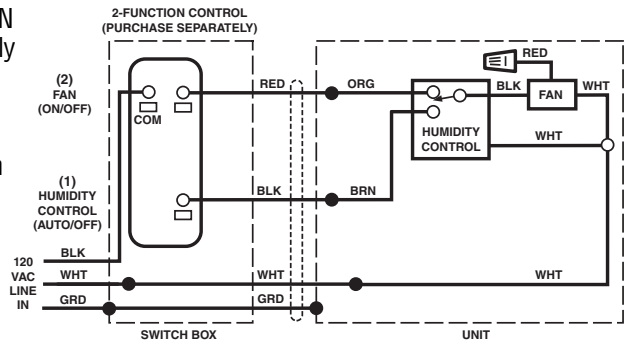 N
ly
n
2-FUNCTION CONTROL
(PURCHASE SEPARATELY)
(2)
FAN
(ON/OFF)
COM
RED
ORG
RED
BLK
FAN
WHT
HUMIDITY
CONTROL
WHT
(1)
HUMIDITY
CONTROL
(AUTO/OFF)
BLK
BRN
120
VAC
LINE
IN
BLK
WHT
WHT
WHT
GRD
GRD
SWITCH BOX
UNIT